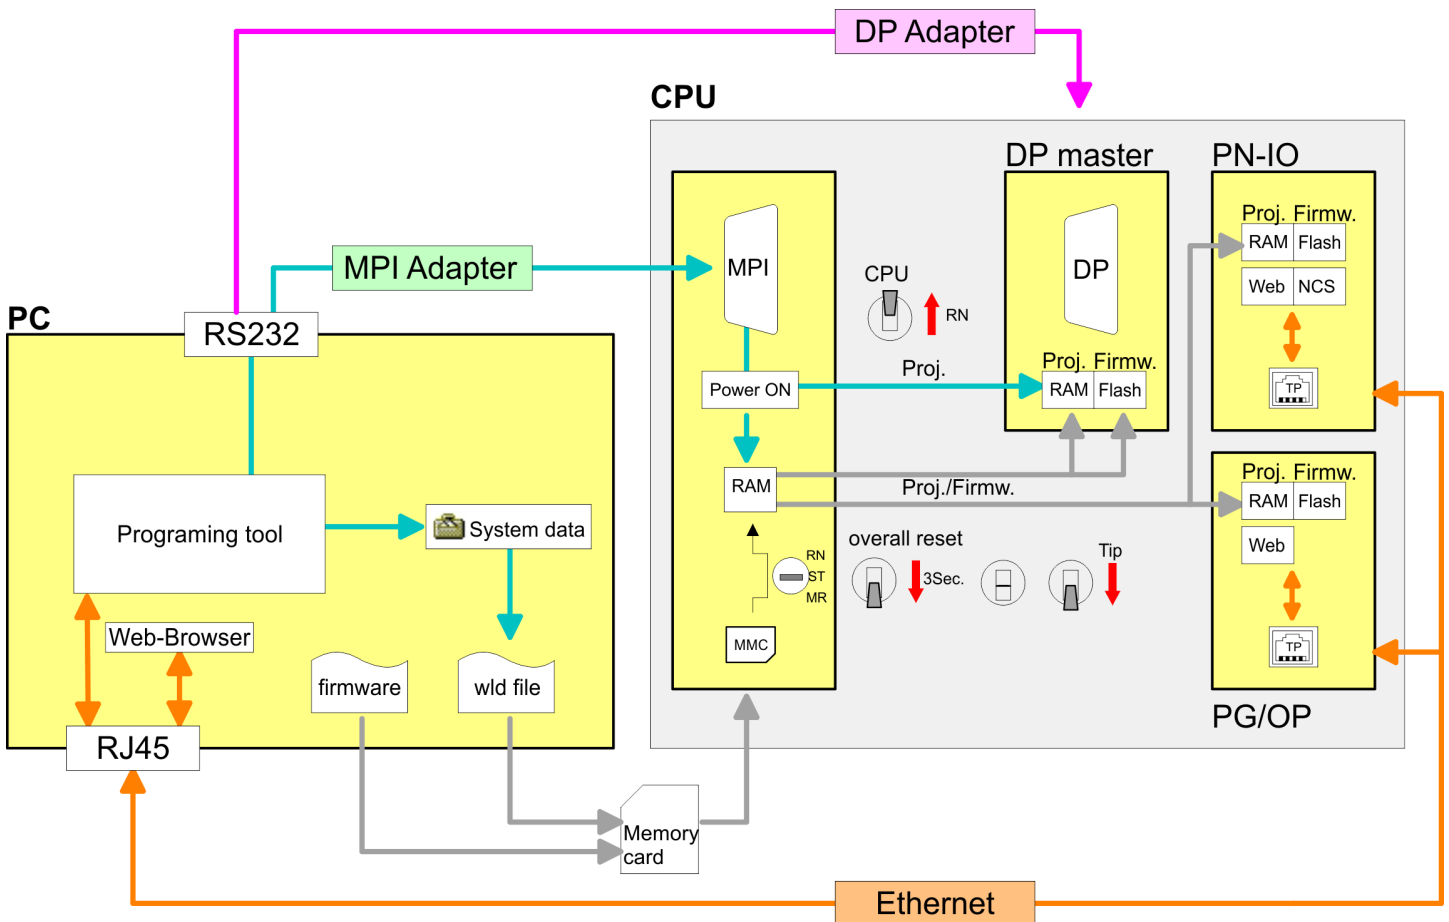 DP Adapter
CPU
DP master
PN-IO
Proj. Firmw.
RAM Flash
Web NCS
TP
MPI Adapter
MPI
CPU
RN
DP
PC
RS232
Proj.
Proj. Firmw.
RAM Flash
Power ON
RAM
Proj./Firmw.
Proj. Firmw.
RAM Flash
Web
TP
PG/OP
Programing tool
System data
overall reset
3Sec.
Tip
RN
ST
MR
MMC
Web-Browser
firmware
wld file
RJ45
Memory
card
Ethernet